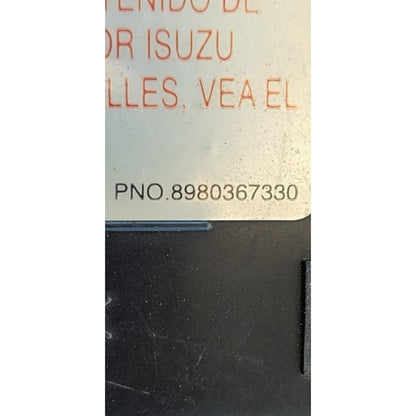 TENIDO DE
OR ISUZU
LLES, VEA EL
PNO.8980367330